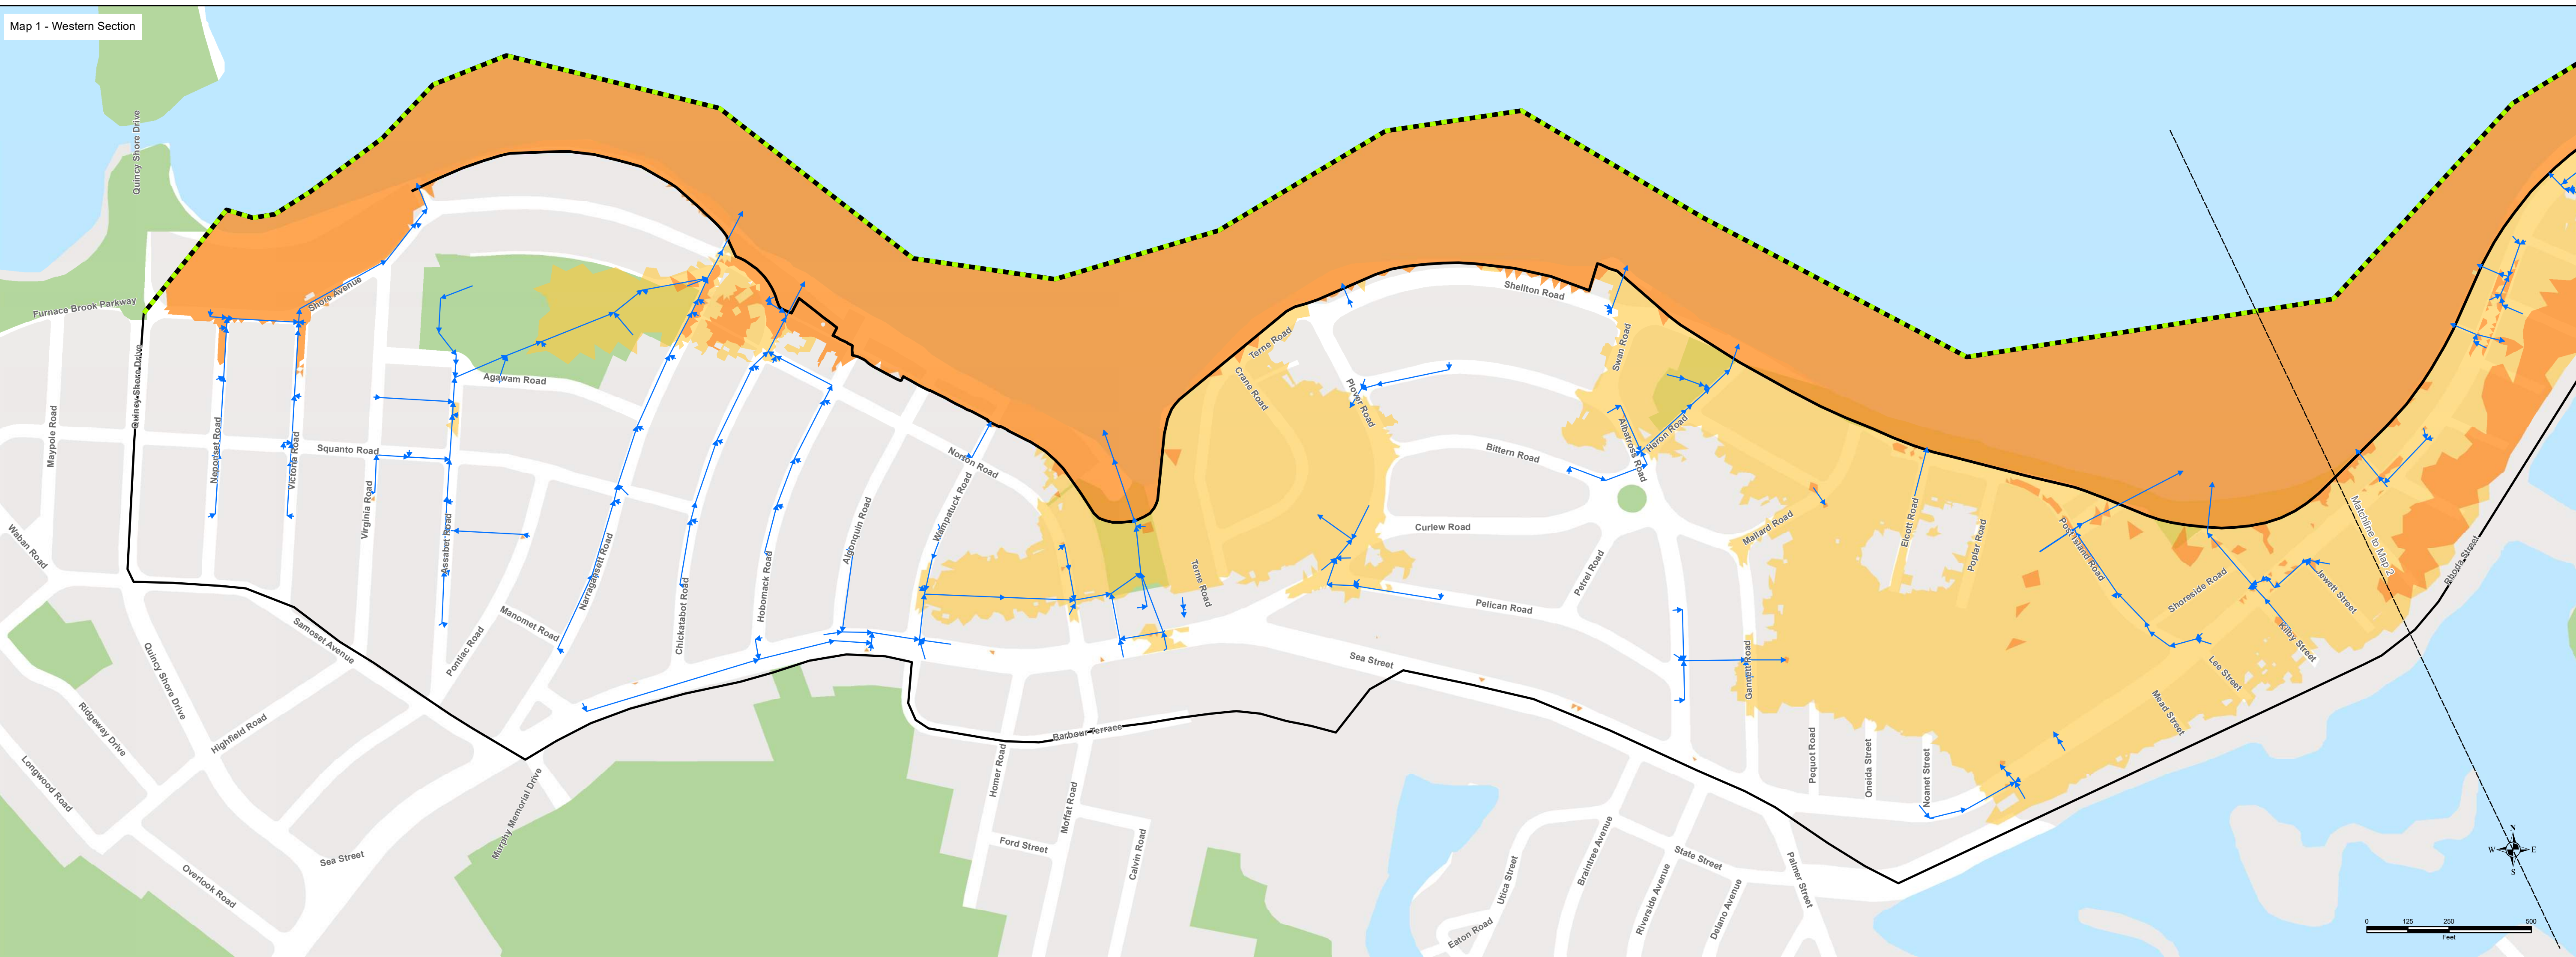 Map 1 - Western Section
Quincy Shore Drive
Furnace Brook Parkway
Shore Avenue
Quincy Shore Drive
Maypole Road
Neponset Road
Victoria Road
Squanto Road
Agawam Road
Virginia Road
Assabet Road
Waban Road
Narragansett Road
Manomet Road
Pontiac Road
Chickatabot Road
Hobomack Road
Algonquin Road
Wampatuck Road
Norton Road
Samoset Avenue
Quincy Shore Drive
Highfield Road
Ridgeway Drive
Longwood Road
Overlook Road
Sea Street
Murphy Memorial Drive
Homer Road
Barbour Terrace
Moffat Road
Ford Street
Calvin Road
Terne Road
Crane Road
Plover Road
Terne Road
Shellton Road
Swan Road
Albatross Road
Heron Road
Bittern Road
Curlew Road
Petrel Road
Pelican Road
Sea Street
Gannett Road
Mallard Road
Elcott Road
Poplar Road
Post Island Road
Shoreside Road
Jewett Street
Kilby Street
Lee Street
Mead Street
Rhoda Street
Matchline to Map 2
Pequot Road
Oneida Street
Noanet Street
Utica Street
Eaton Road
Braintree Avenue
Riverside Avenue
State Street
Delano Avenue
Palmer Street
N
W
E
S
0 125 250 500
Feet